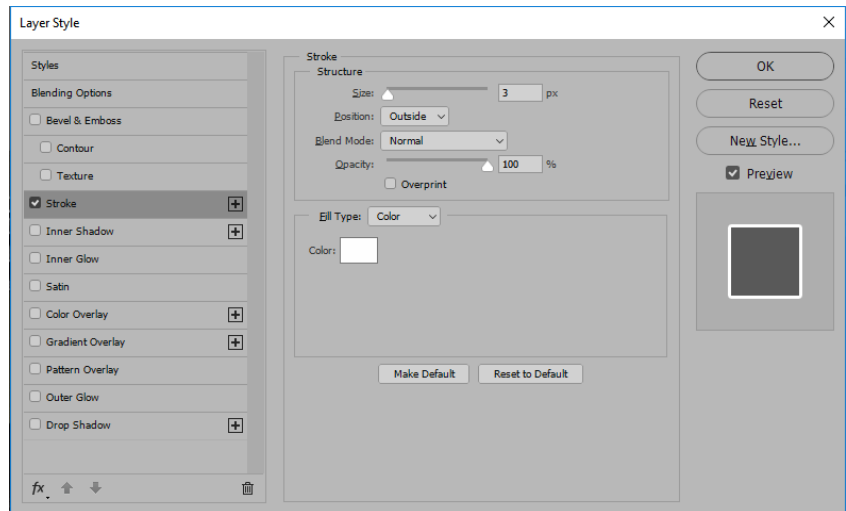 Layer Style
Styles
Blending Options
Bevel & Emboss
Contour
Texture
Stroke
Inner Shadow
Inner Glow
Satin
Color Overlay
Gradient Overlay
Pattern Overlay
Outer Glow
Drop Shadow
fx
Stroke
Structure
Size: 3 px
Position: Outside
Blend Mode: Normal
Opacity: 100 %
Overprint
Fill Type: Color
Color:
Make Default Reset to Default
OK
Reset
New Style...
Preview